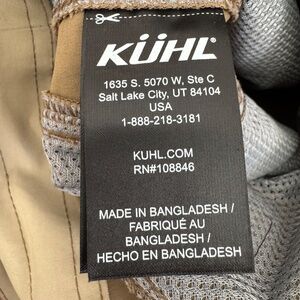 KÜHL
1635 S. 5070 W, Ste C
Salt Lake City, UT 84104
USA
1-888-218-3181
KUHL.COM
RN#108846
MADE IN BANGLADESH /
FABRIQUÉ AU
BANGLADESH /
HECHO EN BANGLADESH